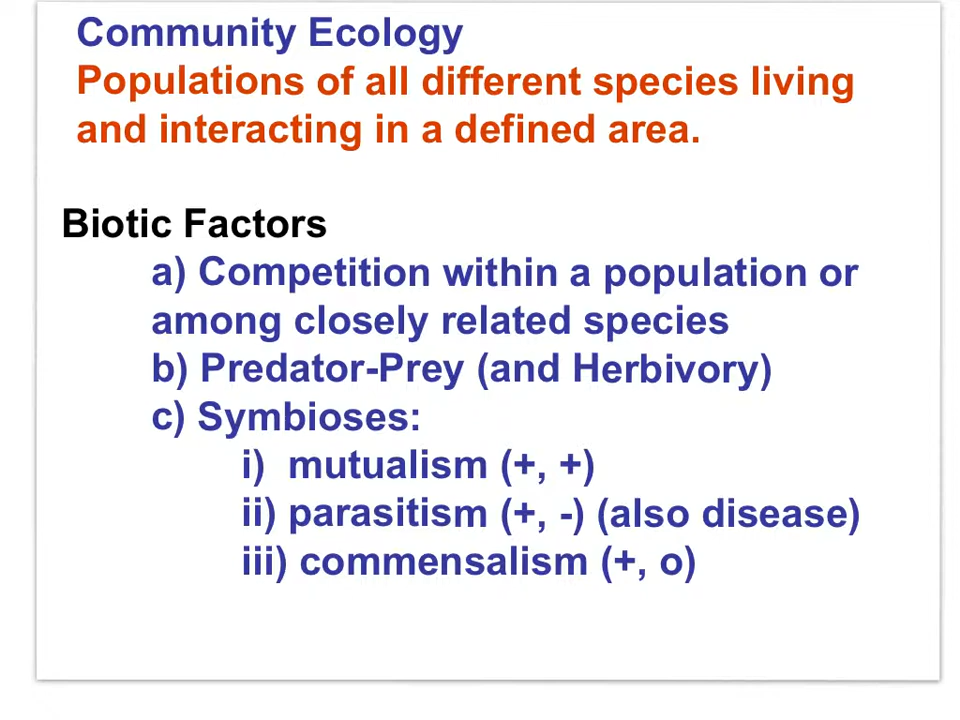 Community Ecology
Populations of all different species living
and interacting in a defined area.
Biotic Factors
a) Competition within a population or
among closely related species
b) Predator-Prey (and Herbivory)
c) Symbioses:
i) mutualism (+, +)
ii) parasitism (+, -) (also disease)
iii) commensalism (+, o)